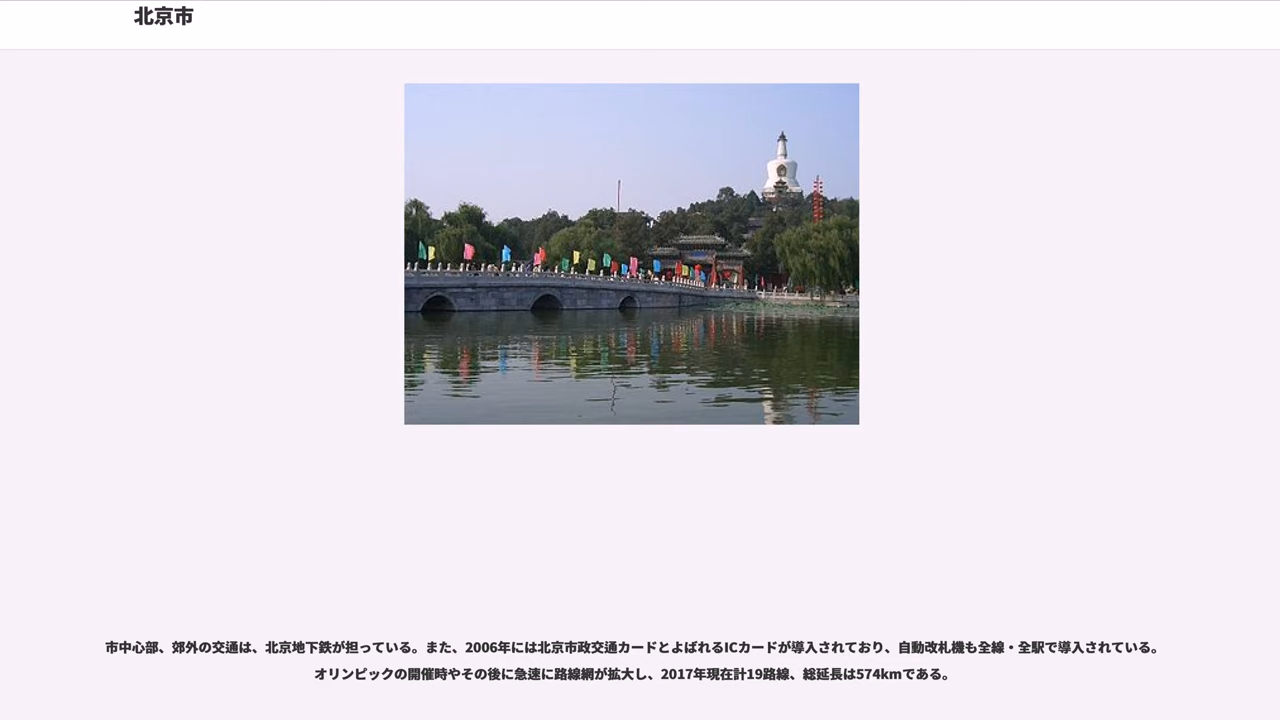 北京市
市中心部、郊外の交通は、北京地下鉄が担っている。また、2006年には北京市政交通カードとよばれるICカードが導入されており、自動改札機も全線・全駅で導入されている。
オリンピックの開催時やその後に急速に路線網が拡大し、2017年現在計19路線、総延長は574kmである。